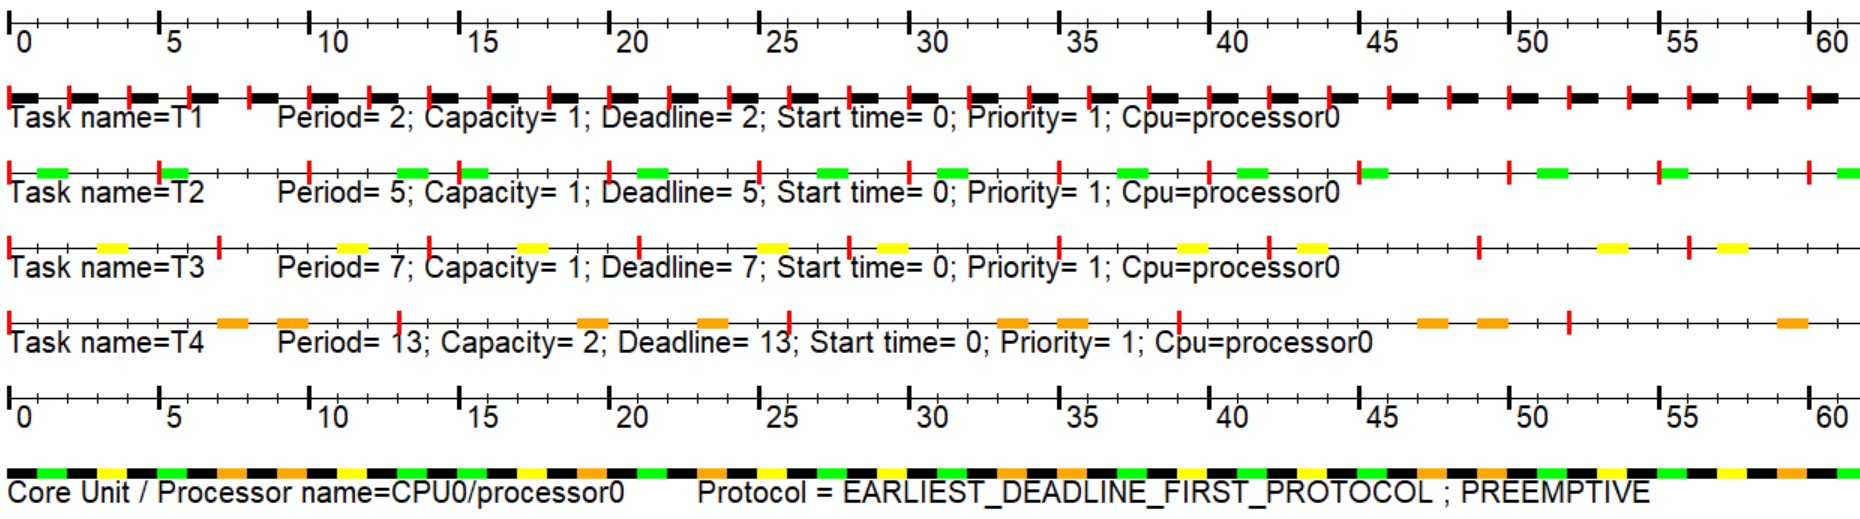 0 5 10 15 20 25 30 35 40 45 50 55 60
Task name=T1 Period= 2; Capacity= 1; Deadline= 2; Start time= 0; Priority= 1; Cpu=processor0
Task name=T2 Period= 5; Capacity= 1; Deadline= 5; Start time= 0; Priority= 1; Cpu=processor0
Task name=T3 Period= 7; Capacity= 1; Deadline= 7; Start time= 0; Priority= 1; Cpu=processor0
Task name=T4 Period= 13; Capacity= 2; Deadline= 13; Start time= 0; Priority= 1; Cpu=processor0
0 5 10 15 20 25 30 35 40 45 50 55 60
Core Unit / Processor name=CPU0/processor0 Protocol = EARLIEST_DEADLINE_FIRST_PROTOCOL ; PREEMPTIVE